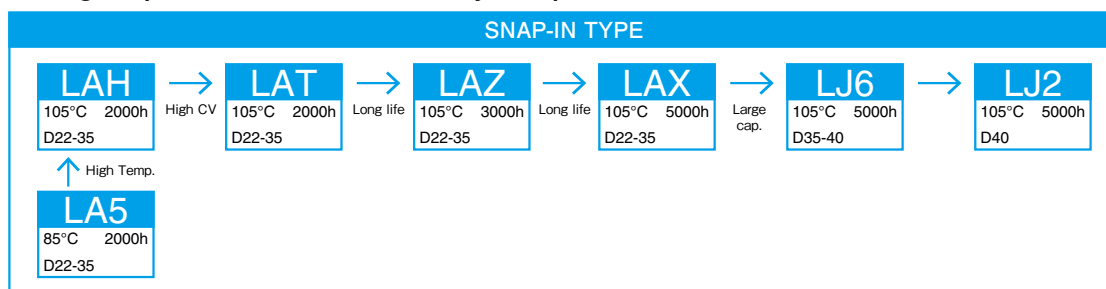 SNAP-IN TYPE
LAH
105°C 2000h
D22-35
High CV
LAT
105°C 2000h
D22-35
Long life
LAZ
105°C 3000h
D22-35
Long life
LAX
105°C 5000h
D22-35
Large
cap.
LJ6
105°C 5000h
D35-40
LJ2
105°C 5000h
D40
High Temp.
LA5
85°C 2000h
D22-35